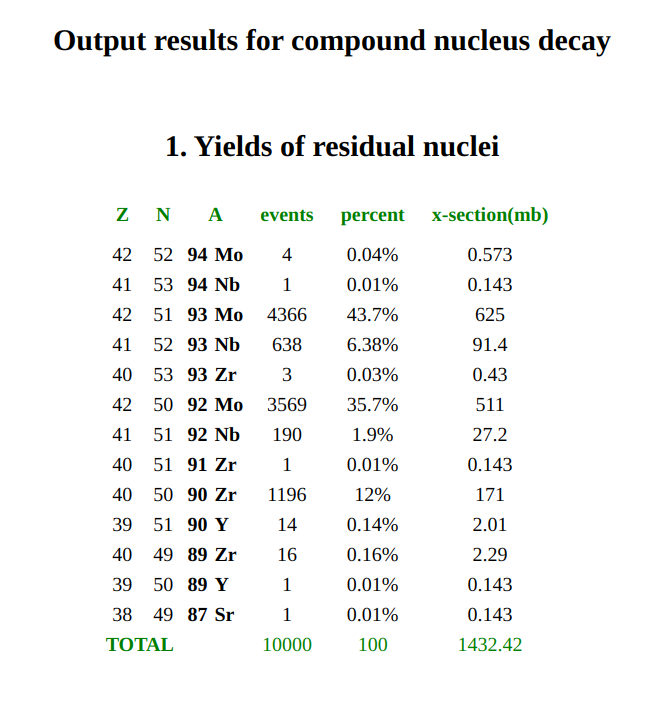 Output results for compound nucleus decay
1. Yields of residual nuclei
Z N A events percent x-section(mb)
42 52 94 Mo 4 0.04% 0.573
41 53 94 Nb 1 0.01% 0.143
42 51 93 Mo 4366 43.7% 625
41 52 93 Nb 638 6.38% 91.4
40 53 93 Zr 3 0.03% 0.43
42 50 92 Mo 3569 35.7% 511
41 51 92 Nb 190 1.9% 27.2
40 51 91 Zr 1 0.01% 0.143
40 50 90 Zr 1196 12% 171
39 51 90 Y 14 0.14% 2.01
40 49 89 Zr 16 0.16% 2.29
39 50 89 Y 1 0.01% 0.143
38 49 87 Sr 1 0.01% 0.143
TOTAL 10000 100 1432.42